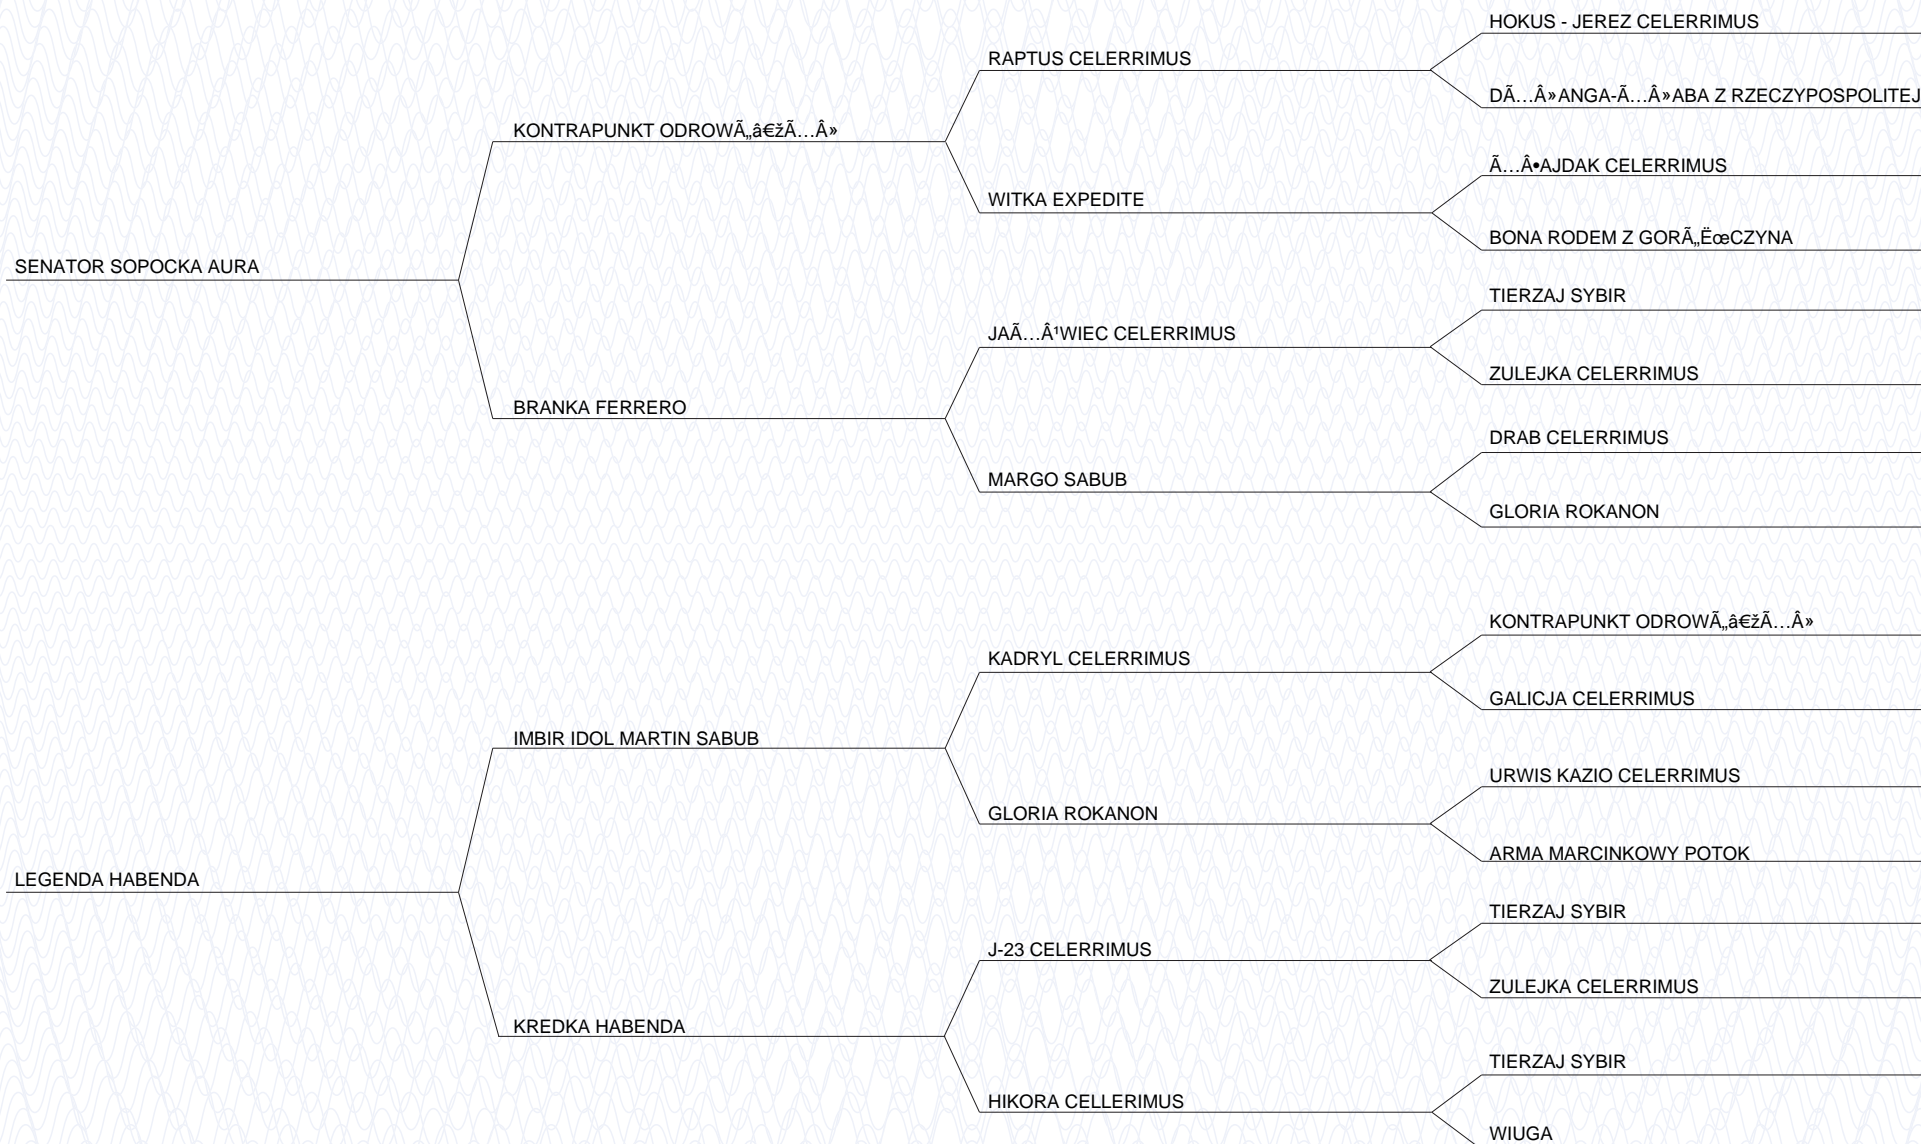 HOKUS - JEREZ CELERRIMUS
RAPTUS CELERRIMUS
DÃ…Â»ANGA-Ã…Â»ABA Z RZECZYPOSPOLITEJ
KONTRAPUNKT ODROWÃ„â€žÃ…Â»
Ã…Â•AJDAK CELERRIMUS
WITKA EXPEDITE
BONA RODEM Z GORÃ„Ëœ​CZYNA
SENATOR SOPOCKA AURA
TIERZAJ SYBIR
JAÃ…Â¹WIEC CELERRIMUS
ZULEJKA CELERRIMUS
BRANKA FERRERO
DRAB CELERRIMUS
MARGO SABUB
GLORIA ROKANON
KONTRAPUNKT ODROWÃ„â€žÃ…Â»
KADRYL CELERRIMUS
GALICJA CELERRIMUS
IMBIR IDOL MARTIN SABUB
URWIS KAZIO CELERRIMUS
GLORIA ROKANON
ARMA MARCINKOWY POTOK
LEGENDA HABENDA
TIERZAJ SYBIR
J-23 CELERRIMUS
ZULEJKA CELERRIMUS
KREDKA HABENDA
TIERZAJ SYBIR
HIKORA CELLERIMUS
WIUGA